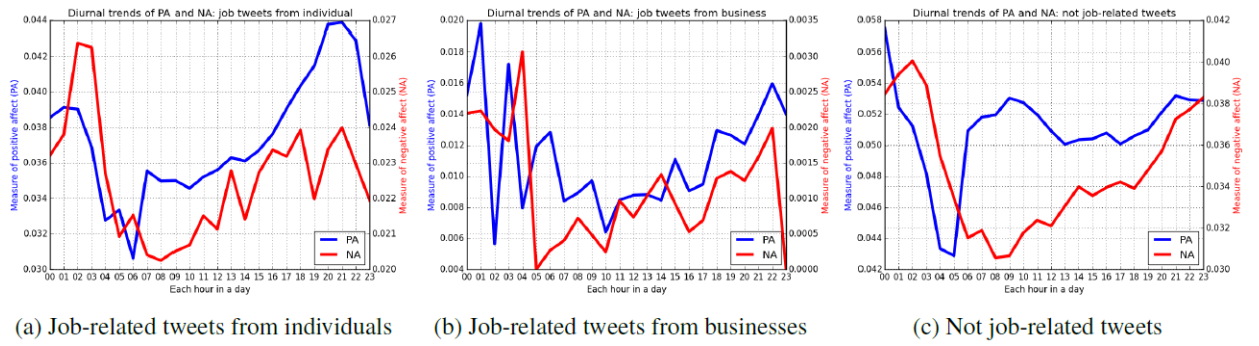 Diurnal trends of PA and NA: job tweets from individual
Measure of positive affect (PA)
0.044
0.042
0.040
0.038
0.036
0.034
0.032
0.030
0.027
0.026
0.025
0.024
0.023
0.022
0.021
0.020
Measure of negative affect (NA)
PA
NA
00 01 02 03 04 05 06 07 08 09 10 11 12 13 14 15 16 17 18 19 20 21 22 23
Each hour in a day
(a) Job-related tweets from individuals
Diurnal trends of PA and NA: job tweets from business
Measure of positive affect (PA)
0.020
0.018
0.016
0.014
0.012
0.010
0.008
0.006
0.004
0.0035
0.0030
0.0025
0.0020
0.0015
0.0010
0.0005
0.0000
Measure of negative affect (NA)
PA
NA
00 01 02 03 04 05 06 07 08 09 10 11 12 13 14 15 16 17 18 19 20 21 22 23
Each hour in a day
(b) Job-related tweets from businesses
Diurnal trends of PA and NA: not job-related tweets
Measure of positive affect (PA)
0.058
0.056
0.054
0.052
0.050
0.048
0.046
0.044
0.042
0.042
0.040
0.038
0.036
0.034
0.032
0.030
Measure of negative affect (NA)
PA
NA
00 01 02 03 04 05 06 07 08 09 10 11 12 13 14 15 16 17 18 19 20 21 22 23
Each hour in a day
(c) Not job-related tweets